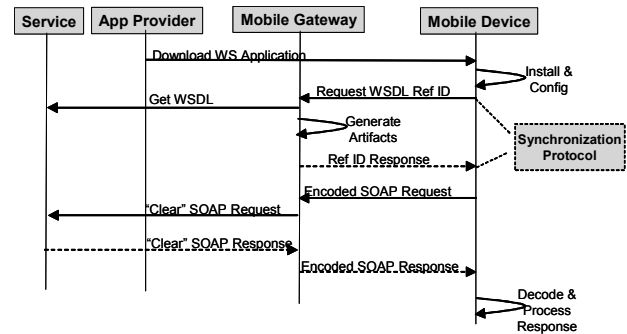 Service
App Provider
Mobile Gateway
Mobile Device
Download WS Application
Install &
Config
Request WSDL Ref ID
Get WSDL
Generate
Artifacts
Synchronization
Protocol
Ref ID Response
Encoded SOAP Request
“Clear” SOAP Request
“Clear” SOAP Response
Encoded SOAP Response
Decode &
Process
Response